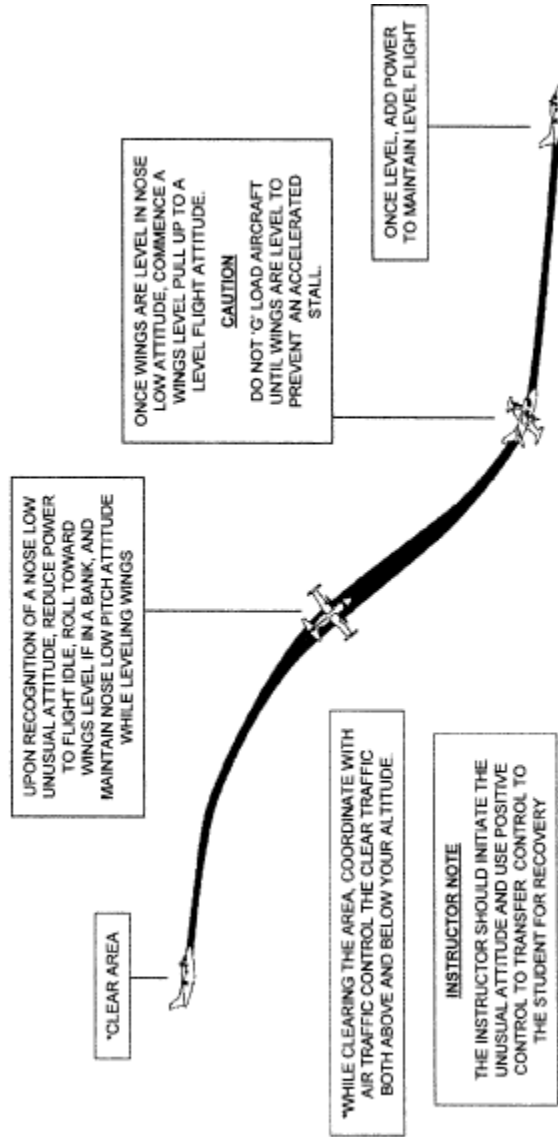 *CLEAR AREA
UPON RECOGNITION OF A NOSE LOW
UNUSUAL ATTITUDE, REDUCE POWER
TO FLIGHT IDLE, ROLL TOWARD
WINGS LEVEL IF IN A BANK, AND
MAINTAIN NOSE LOW PITCH ATTITUDE
WHILE LEVELING WINGS
ONCE WINGS ARE LEVEL IN NOSE
LOW ATTITUDE, COMMENCE A
WINGS LEVEL PULL UP TO A
LEVEL FLIGHT ATTITUDE.
CAUTION
DO NOT 'G' LOAD AIRCRAFT
UNTIL WINGS ARE LEVEL TO
PREVENT AN ACCELERATED
STALL.
ONCE LEVEL, ADD POWER
TO MAINTAIN LEVEL FLIGHT
*WHILE CLEARING THE AREA, COORDINATE WITH
AIR TRAFFIC CONTROL THE CLEAR TRAFFIC
BOTH ABOVE AND BELOW YOUR ALTITUDE.
INSTRUCTOR NOTE
THE INSTRUCTOR SHOULD INITIATE THE
UNUSUAL ATTITUDE AND USE POSITIVE
CONTROL TO TRANSFER CONTROL TO
THE STUDENT FOR RECOVERY